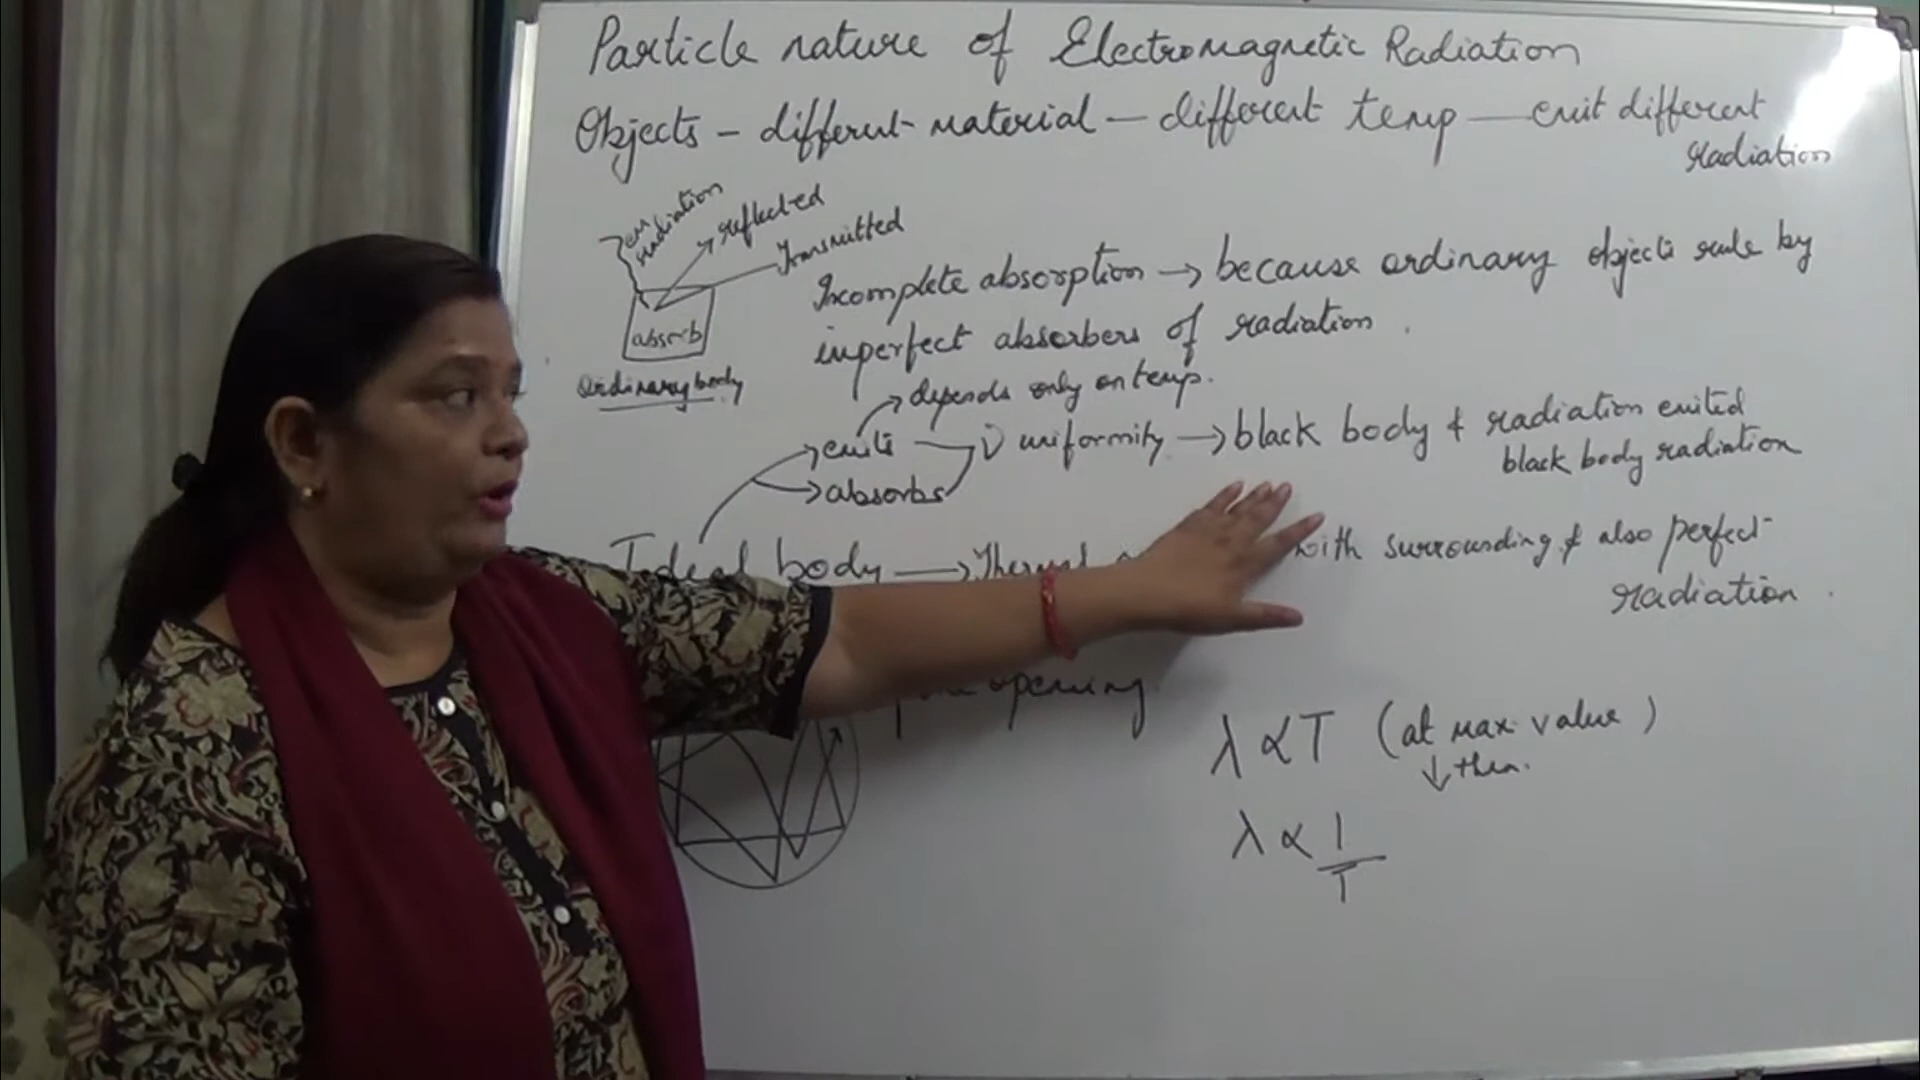 Particle nature of Electromagnetic Radiation
Objects - different material - different temp - emit different
radiation
em radiation
reflected
Transmitted
absorb
Ordinary body
Incomplete absorption → because ordinary objects rule by
imperfect absorbers of radiation.
depends only on temp.
emits
absorbs
uniformity → black body & radiation emitted
black body radiation
Ideal body → Thermal
with surrounding & also perfect
radiation.
opening
λ ∝ T (at max. value)
↓ then.
λ ∝ 1/T